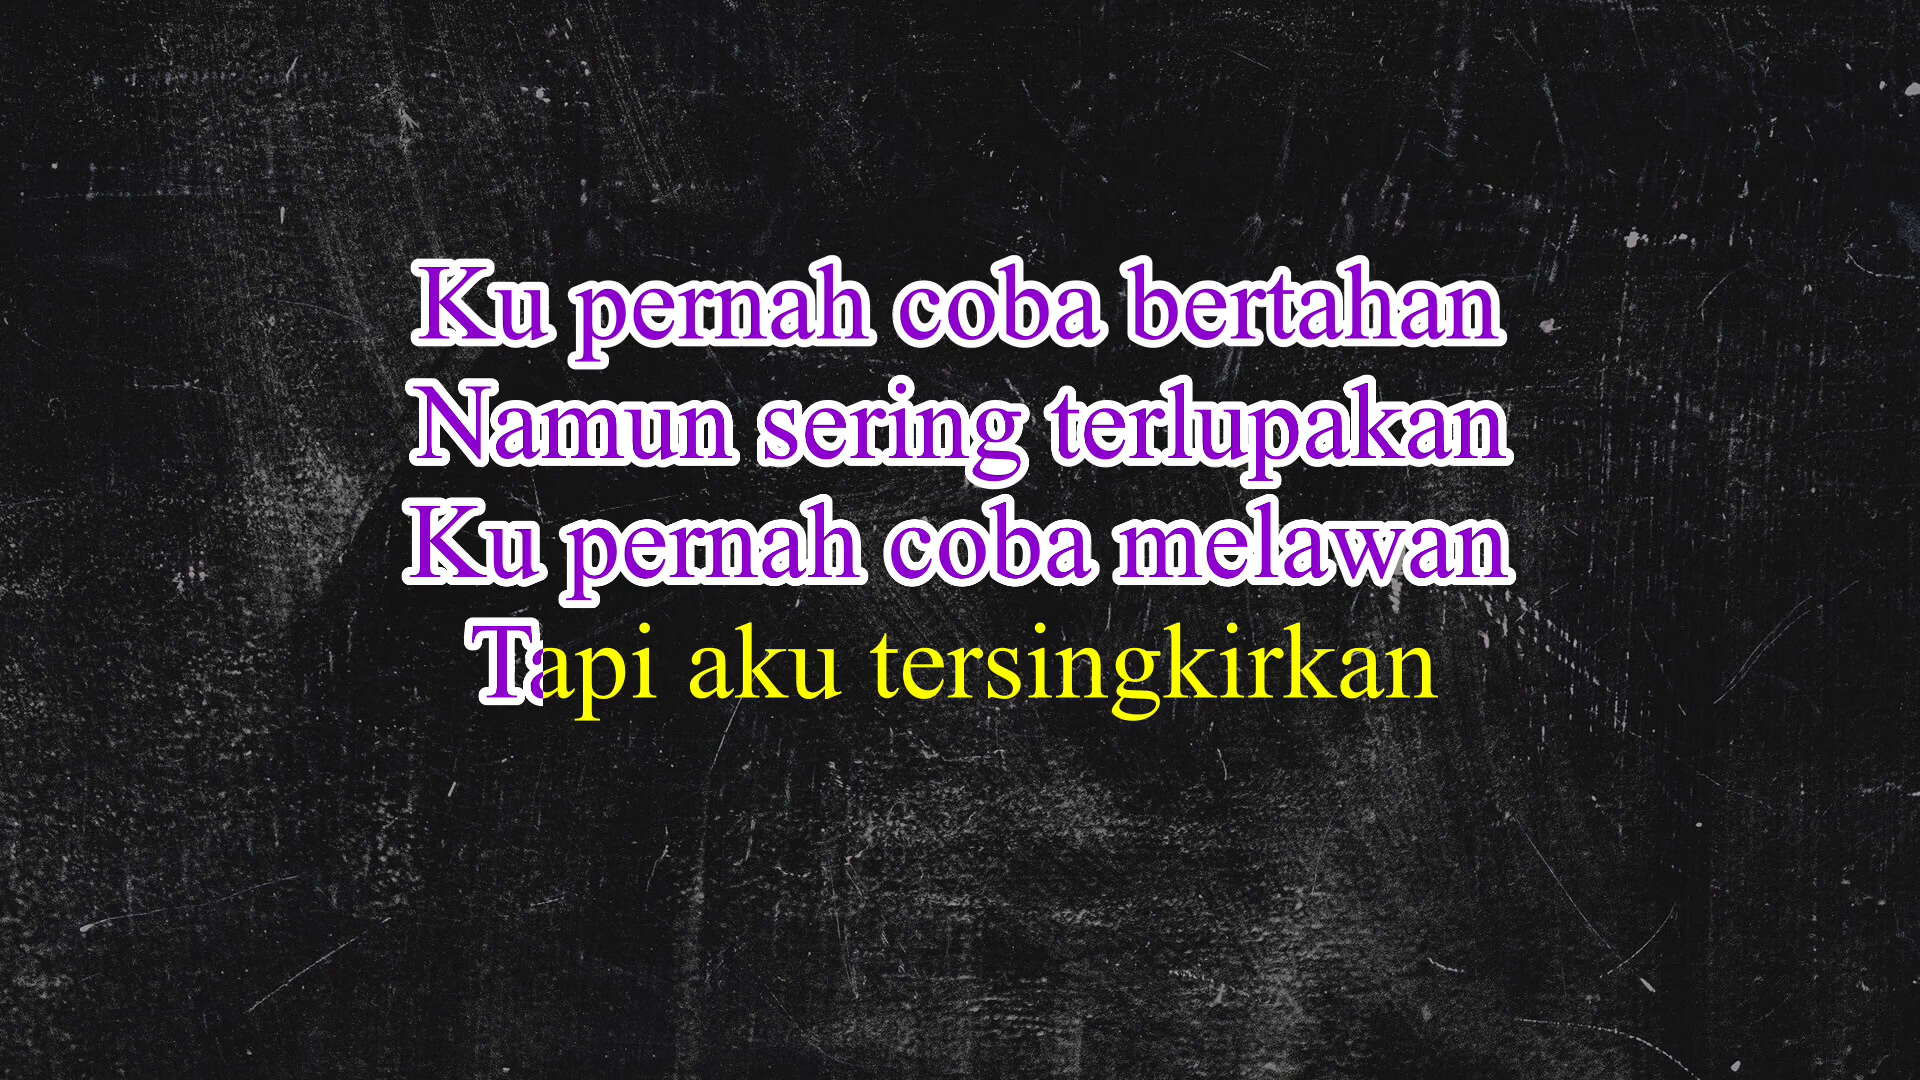 Ku pernah coba bertahan
Namun sering terlupakan
Ku pernah coba melawan
Tapi aku tersingkirkan